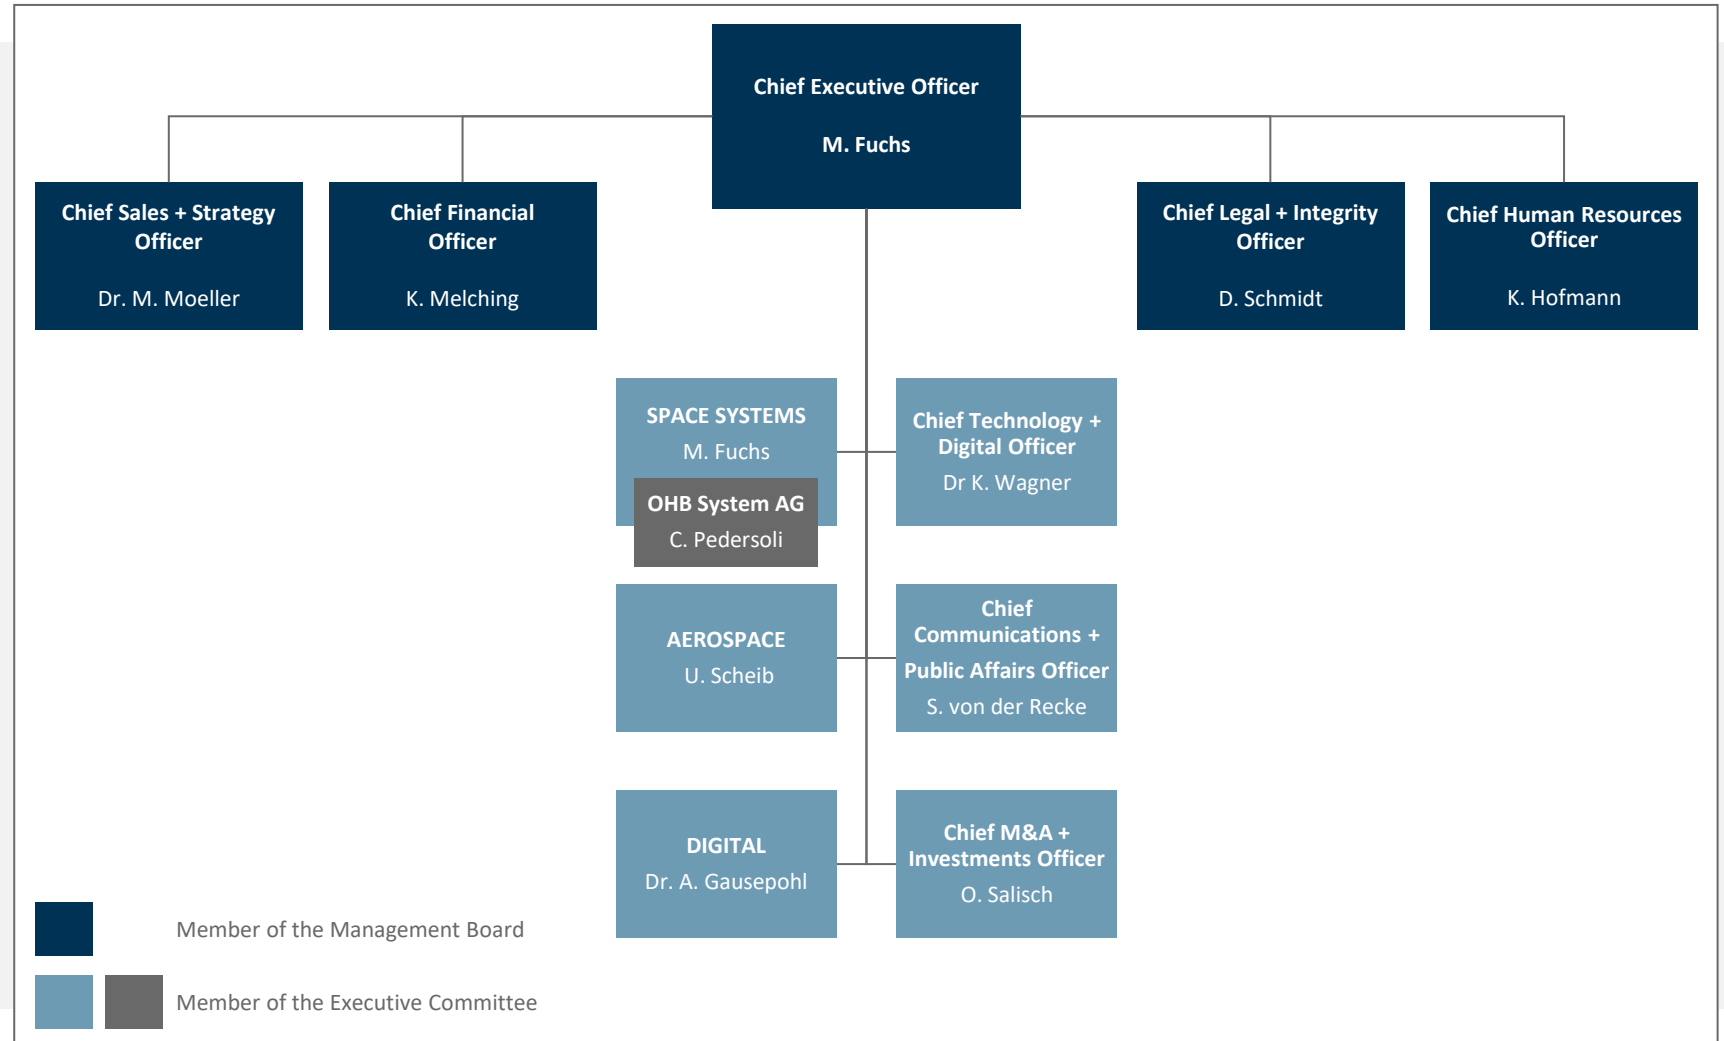 Chief Executive Officer
M. Fuchs
Chief Sales + Strategy
Officer
Dr. M. Moeller
Chief Financial
Officer
K. Melching
Chief Legal + Integrity
Officer
D. Schmidt
Chief Human Resources
Officer
K. Hofmann
SPACE SYSTEMS
M. Fuchs
OHB System AG
C. Pedersoli
Chief Technology +
Digital Officer
Dr K. Wagner
AEROSPACE
U. Scheib
Chief
Communications +
Public Affairs Officer
S. von der Recke
DIGITAL
Dr. A. Gausepohl
Chief M&A +
Investments Officer
O. Salisch
Member of the Management Board
Member of the Executive Committee